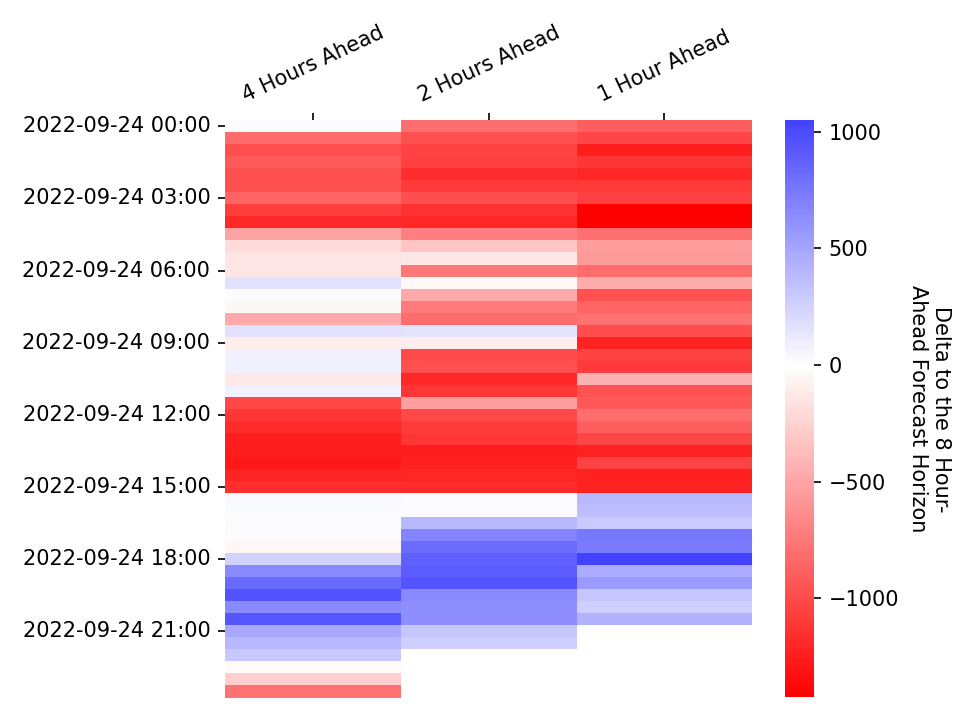 4 Hours Ahead
2 Hours Ahead
1 Hour Ahead
2022-09-24 00:00
2022-09-24 03:00
2022-09-24 06:00
2022-09-24 09:00
2022-09-24 12:00
2022-09-24 15:00
2022-09-24 18:00
2022-09-24 21:00
1000
500
0
−500
−1000
Delta to the 8 Hour-
Ahead Forecast Horizon